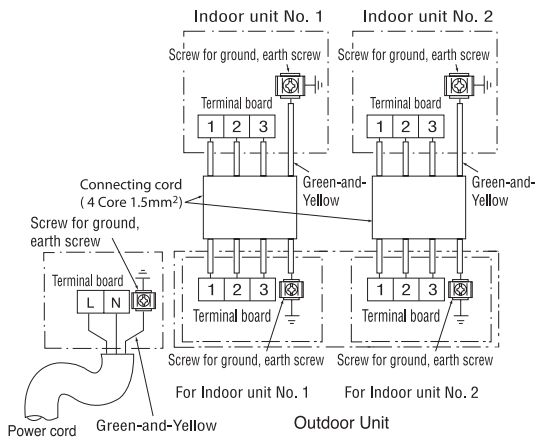 Indoor unit No. 1
Indoor unit No. 2
Screw for ground, earth screw
Screw for ground, earth screw
Terminal board
Terminal board
1 2 3
1 2 3
Connecting cord
( 4 Core 1.5mm²)
Green-and-
Yellow
Green-and-
Yellow
Screw for ground,
earth screw
Terminal board
L N
1 2 3
1 2 3
Terminal board
Terminal board
Screw for ground, earth screw
Screw for ground, earth screw
For Indoor unit No. 1
For Indoor unit No. 2
Power cord
Green-and-Yellow
Outdoor Unit